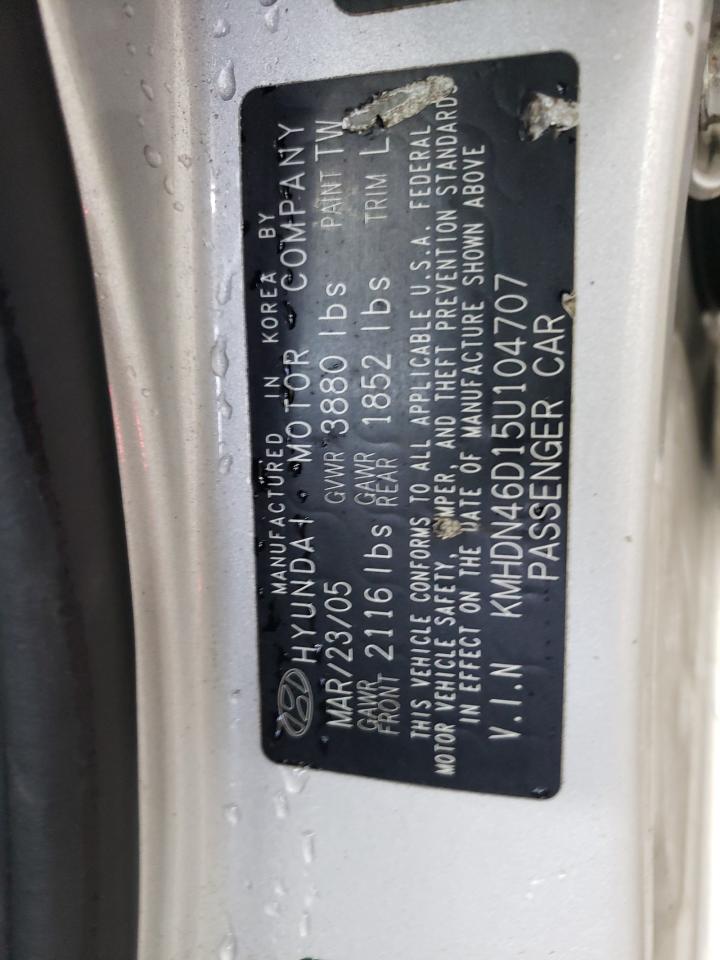 MANUFACTURED IN KOREA BY
HYUNDAI MOTOR COMPANY
MAR/23/05 GVWR 3880 lbs PAINT TW
GAWR FRONT 2116 lbs GAWR REAR 1852 lbs TRIM L
THIS VEHICLE CONFORMS TO ALL APPLICABLE U.S.A. FEDERAL
MOTOR VEHICLE SAFETY, AND THEFT PREVENTION STANDARDS
IN EFFECT ON THE DATE OF MANUFACTURE SHOWN ABOVE
V.I.N KMHDN46D15U104707
PASSENGER CAR